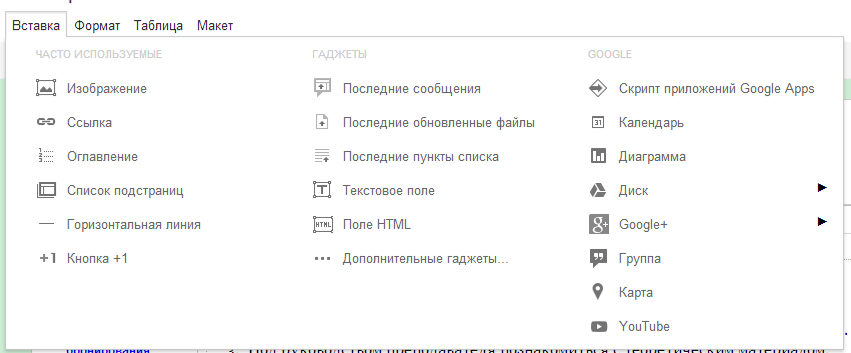 Вставка Формат Таблица Макет
ЧАСТО ИСПОЛЬЗУЕМЫЕ
Изображение
Ссылка
Оглавление
Список подстраниц
Горизонтальная линия
+1 Кнопка +1
ГАДЖЕТЫ
Последние сообщения
Последние обновленные файлы
Последние пункты списка
Текстовое поле
HTML Поле HTML
Дополнительные гаджеты...
GOOGLE
Скрипт приложений Google Apps
31 Календарь
Диаграмма
Диск
g+ Google+
Группа
Карта
YouTube